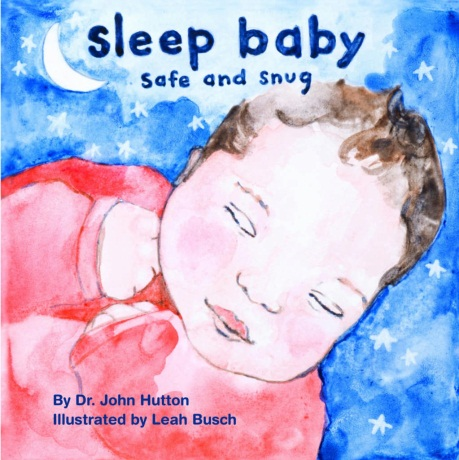 sleep baby
safe and snug
By Dr. John Hutton
Illustrated by Leah Busch